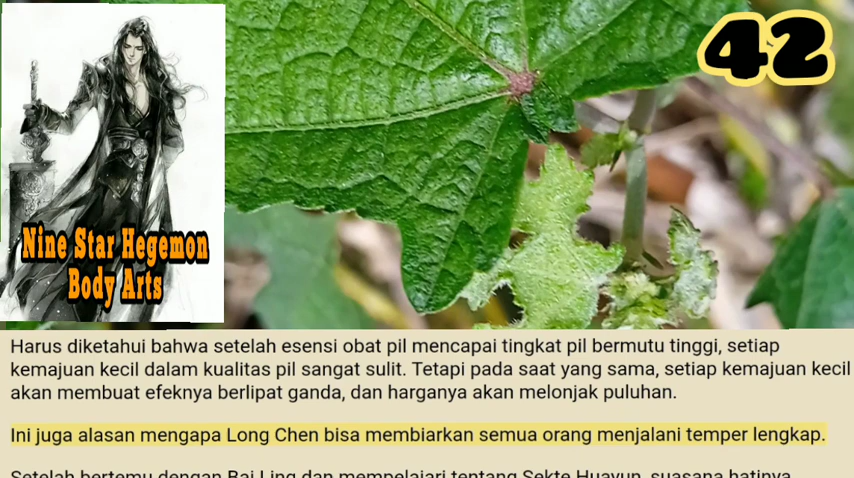 42
Nine Star Hegemon
Body Arts
Harus diketahui bahwa setelah esensi obat pil mencapai tingkat pil bermutu tinggi, setiap
kemajuan kecil dalam kualitas pil sangat sulit. Tetapi pada saat yang sama, setiap kemajuan kecil
akan membuat efeknya berlipat ganda, dan harganya akan melonjak puluhan.
Ini juga alasan mengapa Long Chen bisa membiarkan semua orang menjalani temper lengkap.
Setelah bertemu dengan Bai Ling dan mempelajari tentang Sekte Huayun, suasana hatinya